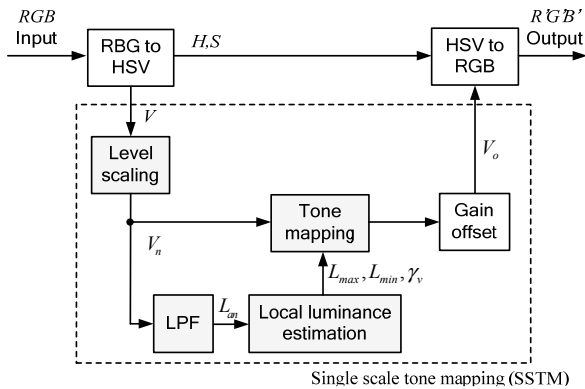 RGB
Input
RBG to
HSV
H,S
HSV to
RGB
R'G'B'
Output
V
Level
scaling
V_o
Tone
mapping
Gain
offset
V_n
L_max, L_min, γ_v
LPF
L_an
Local luminance
estimation
Single scale tone mapping (SSTM)